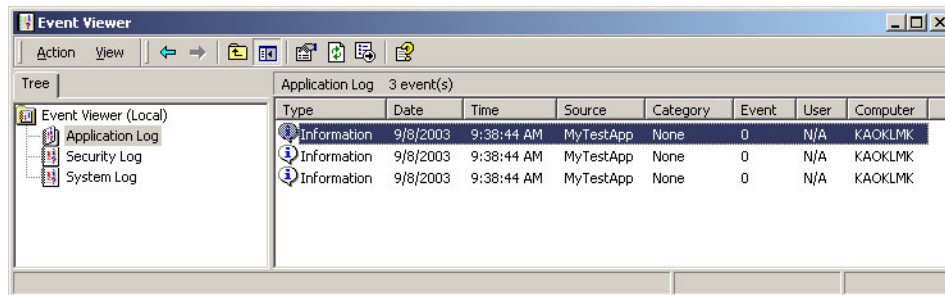 Event Viewer
Action View
Tree
Application Log 3 event(s)
Event Viewer (Local)
Application Log
Security Log
System Log
Type Date Time Source Category Event User Computer
Information 9/8/2003 9:38:44 AM MyTestApp None 0 N/A KAOKLMK
Information 9/8/2003 9:38:44 AM MyTestApp None 0 N/A KAOKLMK
Information 9/8/2003 9:38:44 AM MyTestApp None 0 N/A KAOKLMK